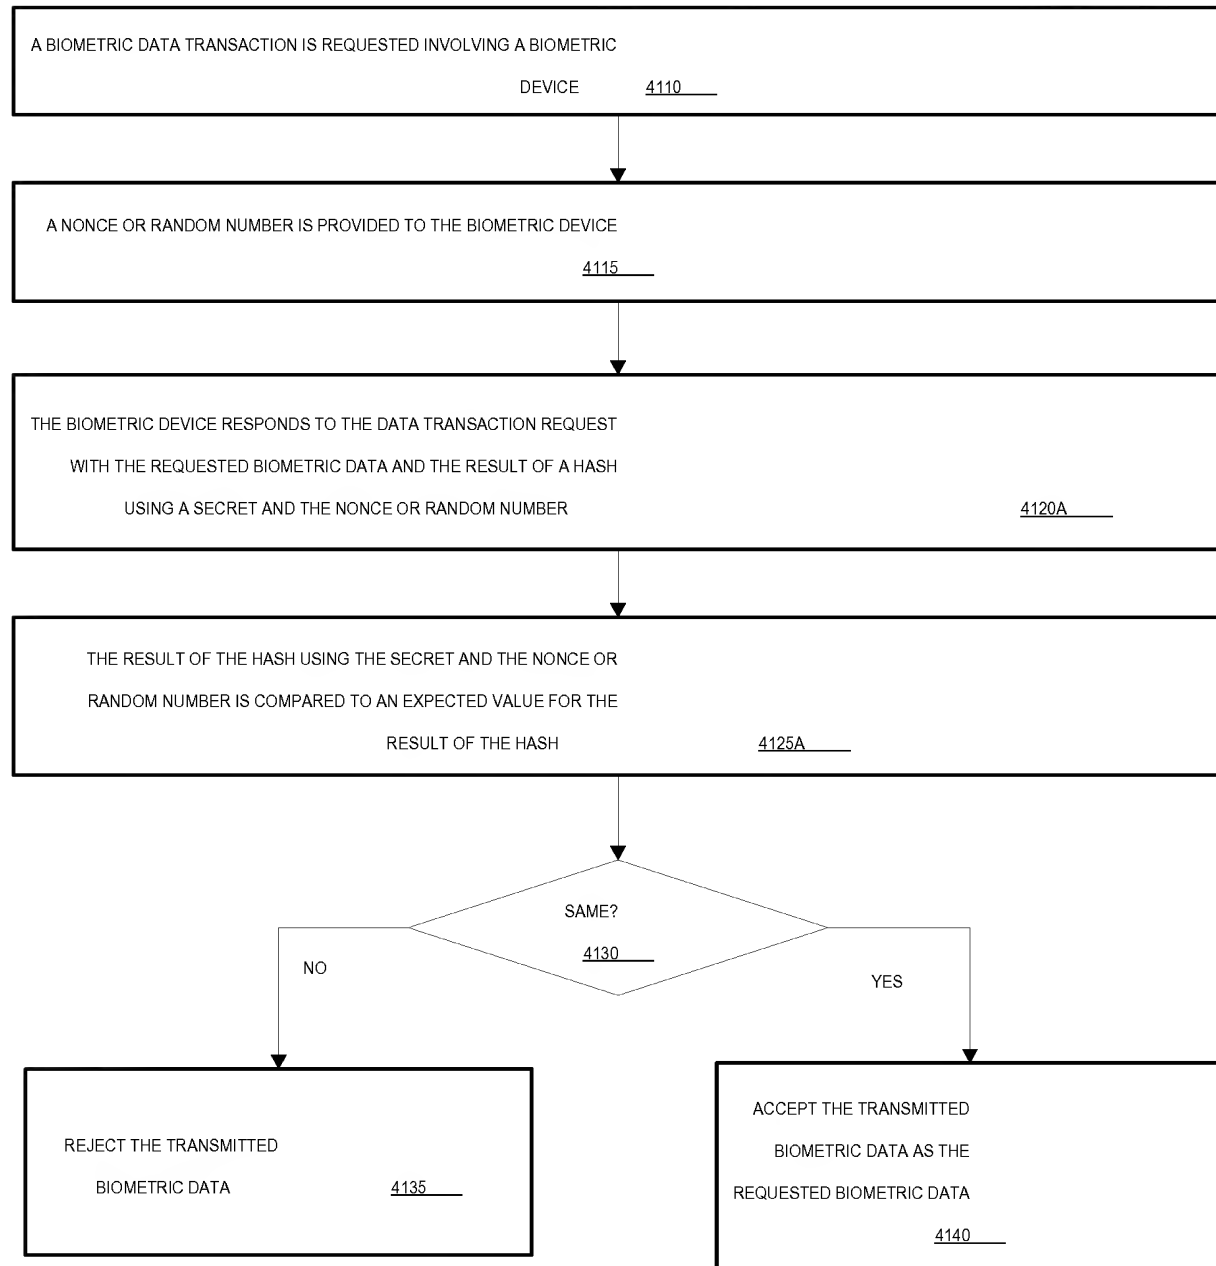 A BIOMETRIC DATA TRANSACTION IS REQUESTED INVOLVING A BIOMETRIC
DEVICE 4110
A NONCE OR RANDOM NUMBER IS PROVIDED TO THE BIOMETRIC DEVICE
4115
THE BIOMETRIC DEVICE RESPONDS TO THE DATA TRANSACTION REQUEST
WITH THE REQUESTED BIOMETRIC DATA AND THE RESULT OF A HASH
USING A SECRET AND THE NONCE OR RANDOM NUMBER 4120A
THE RESULT OF THE HASH USING THE SECRET AND THE NONCE OR
RANDOM NUMBER IS COMPARED TO AN EXPECTED VALUE FOR THE
RESULT OF THE HASH 4125A
SAME?
4130
NO
YES
REJECT THE TRANSMITTED
BIOMETRIC DATA 4135
ACCEPT THE TRANSMITTED
BIOMETRIC DATA AS THE
REQUESTED BIOMETRIC DATA
4140